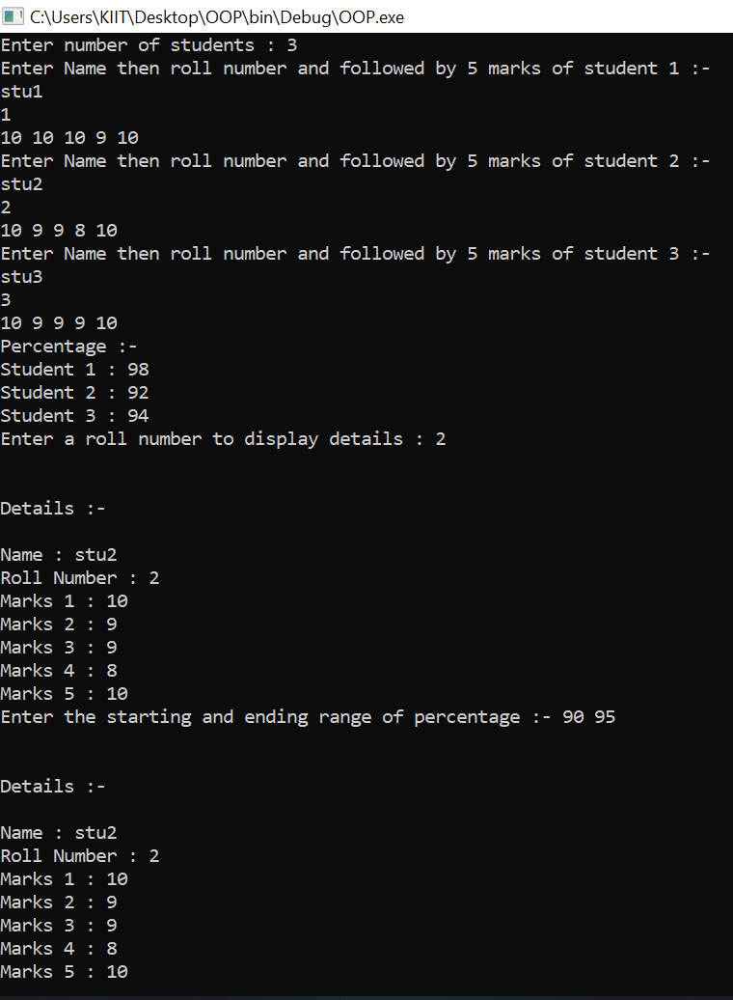 C:\Users\KIIT\Desktop\OOP\bin\Debug\OOP.exe
Enter number of students : 3
Enter Name then roll number and followed by 5 marks of student 1 :-
stu1
1
10 10 10 9 10
Enter Name then roll number and followed by 5 marks of student 2 :-
stu2
2
10 9 9 8 10
Enter Name then roll number and followed by 5 marks of student 3 :-
stu3
3
10 9 9 9 10
Percentage :-
Student 1 : 98
Student 2 : 92
Student 3 : 94
Enter a roll number to display details : 2
Details :-
Name : stu2
Roll Number : 2
Marks 1 : 10
Marks 2 : 9
Marks 3 : 9
Marks 4 : 8
Marks 5 : 10
Enter the starting and ending range of percentage :- 90 95
Details :-
Name : stu2
Roll Number : 2
Marks 1 : 10
Marks 2 : 9
Marks 3 : 9
Marks 4 : 8
Marks 5 : 10